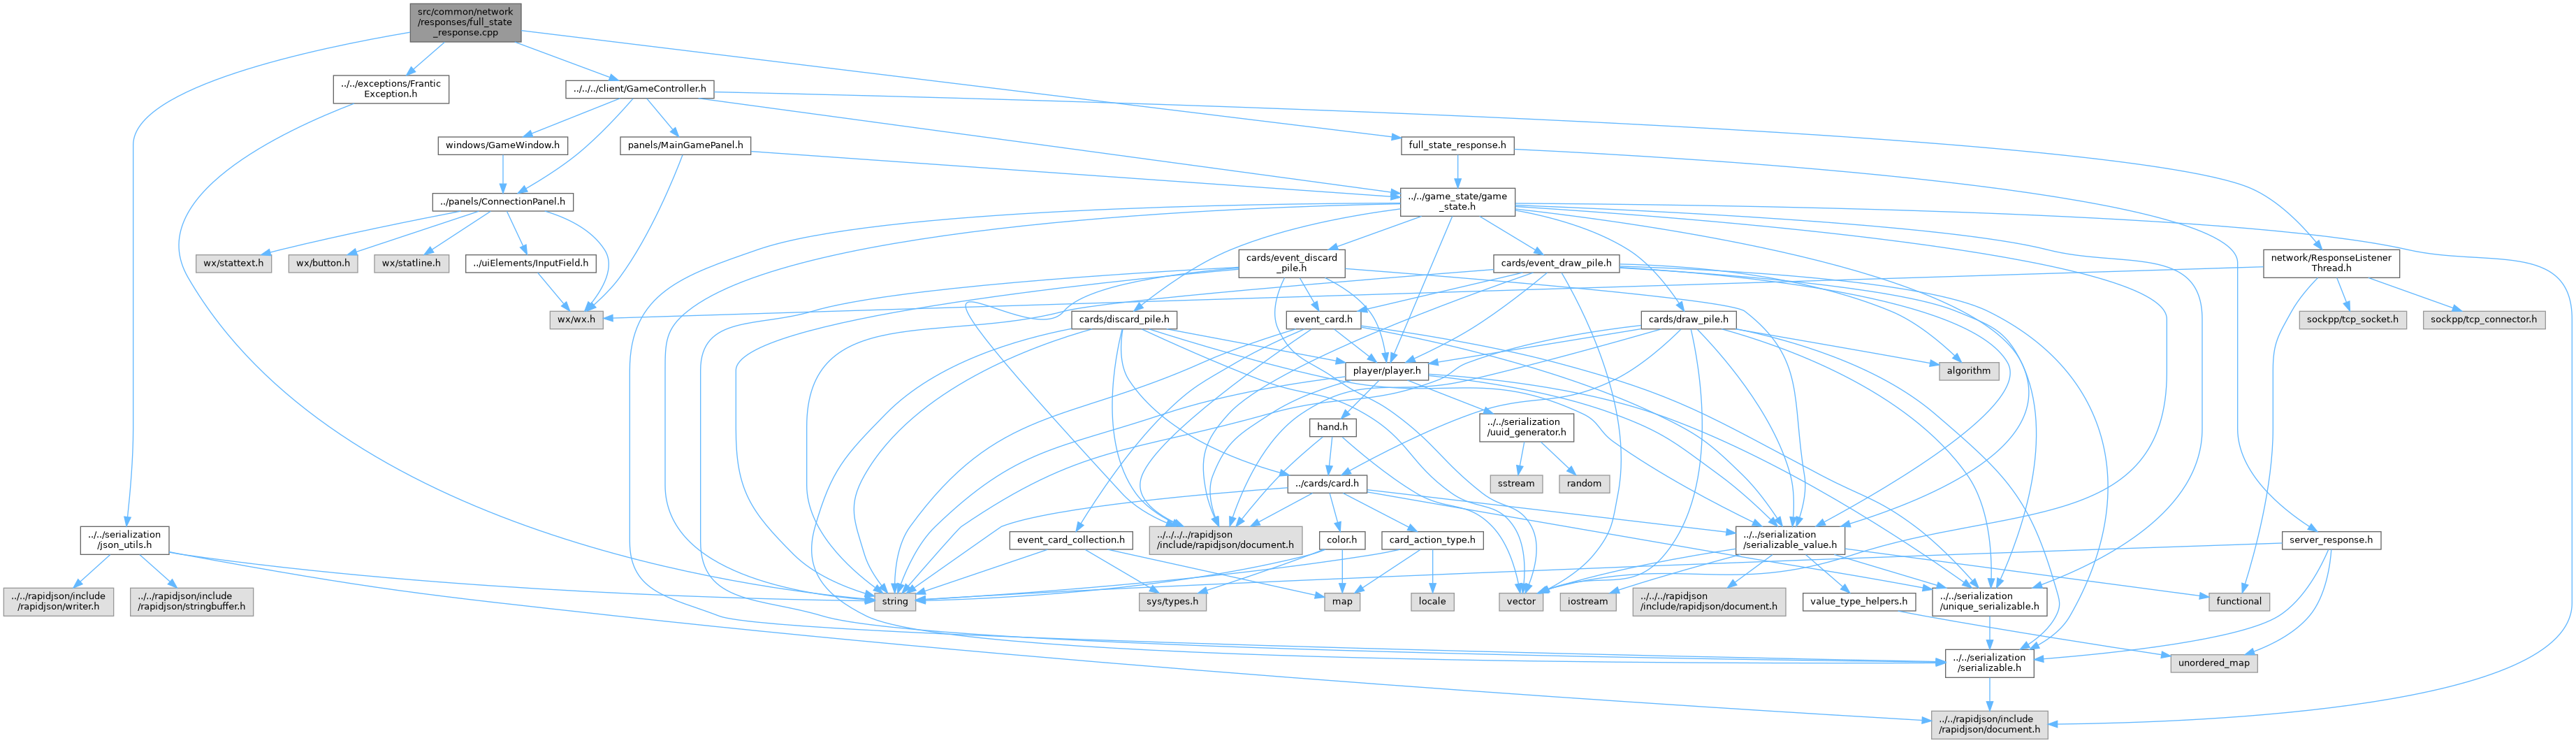 src/common/network
/responses/full_state
_response.cpp
../../exceptions/Frantic
Exception.h
../../../client/GameController.h
windows/GameWindow.h
panels/MainGamePanel.h
full_state_response.h
../panels/ConnectionPanel.h
../../game_state/game
_state.h
wx/stattext.h
wx/button.h
wx/statline.h
../uiElements/InputField.h
cards/event_discard
_pile.h
cards/event_draw_pile.h
network/ResponseListener
Thread.h
wx/wx.h
cards/discard_pile.h
event_card.h
cards/draw_pile.h
sockpp/tcp_socket.h
sockpp/tcp_connector.h
player/player.h
algorithm
hand.h
../../serialization
/uuid_generator.h
../cards/card.h
sstream
random
../../serialization
/json_utils.h
event_card_collection.h
../../../../rapidjson
/include/rapidjson/document.h
color.h
card_action_type.h
../../serialization
/serializable_value.h
server_response.h
../../rapidjson/include
/rapidjson/writer.h
../../rapidjson/include
/rapidjson/stringbuffer.h
string
sys/types.h
map
locale
vector
iostream
../../../rapidjson
/include/rapidjson/document.h
value_type_helpers.h
../../serialization
/unique_serializable.h
functional
../../serialization
/serializable.h
unordered_map
../../rapidjson/include
/rapidjson/document.h